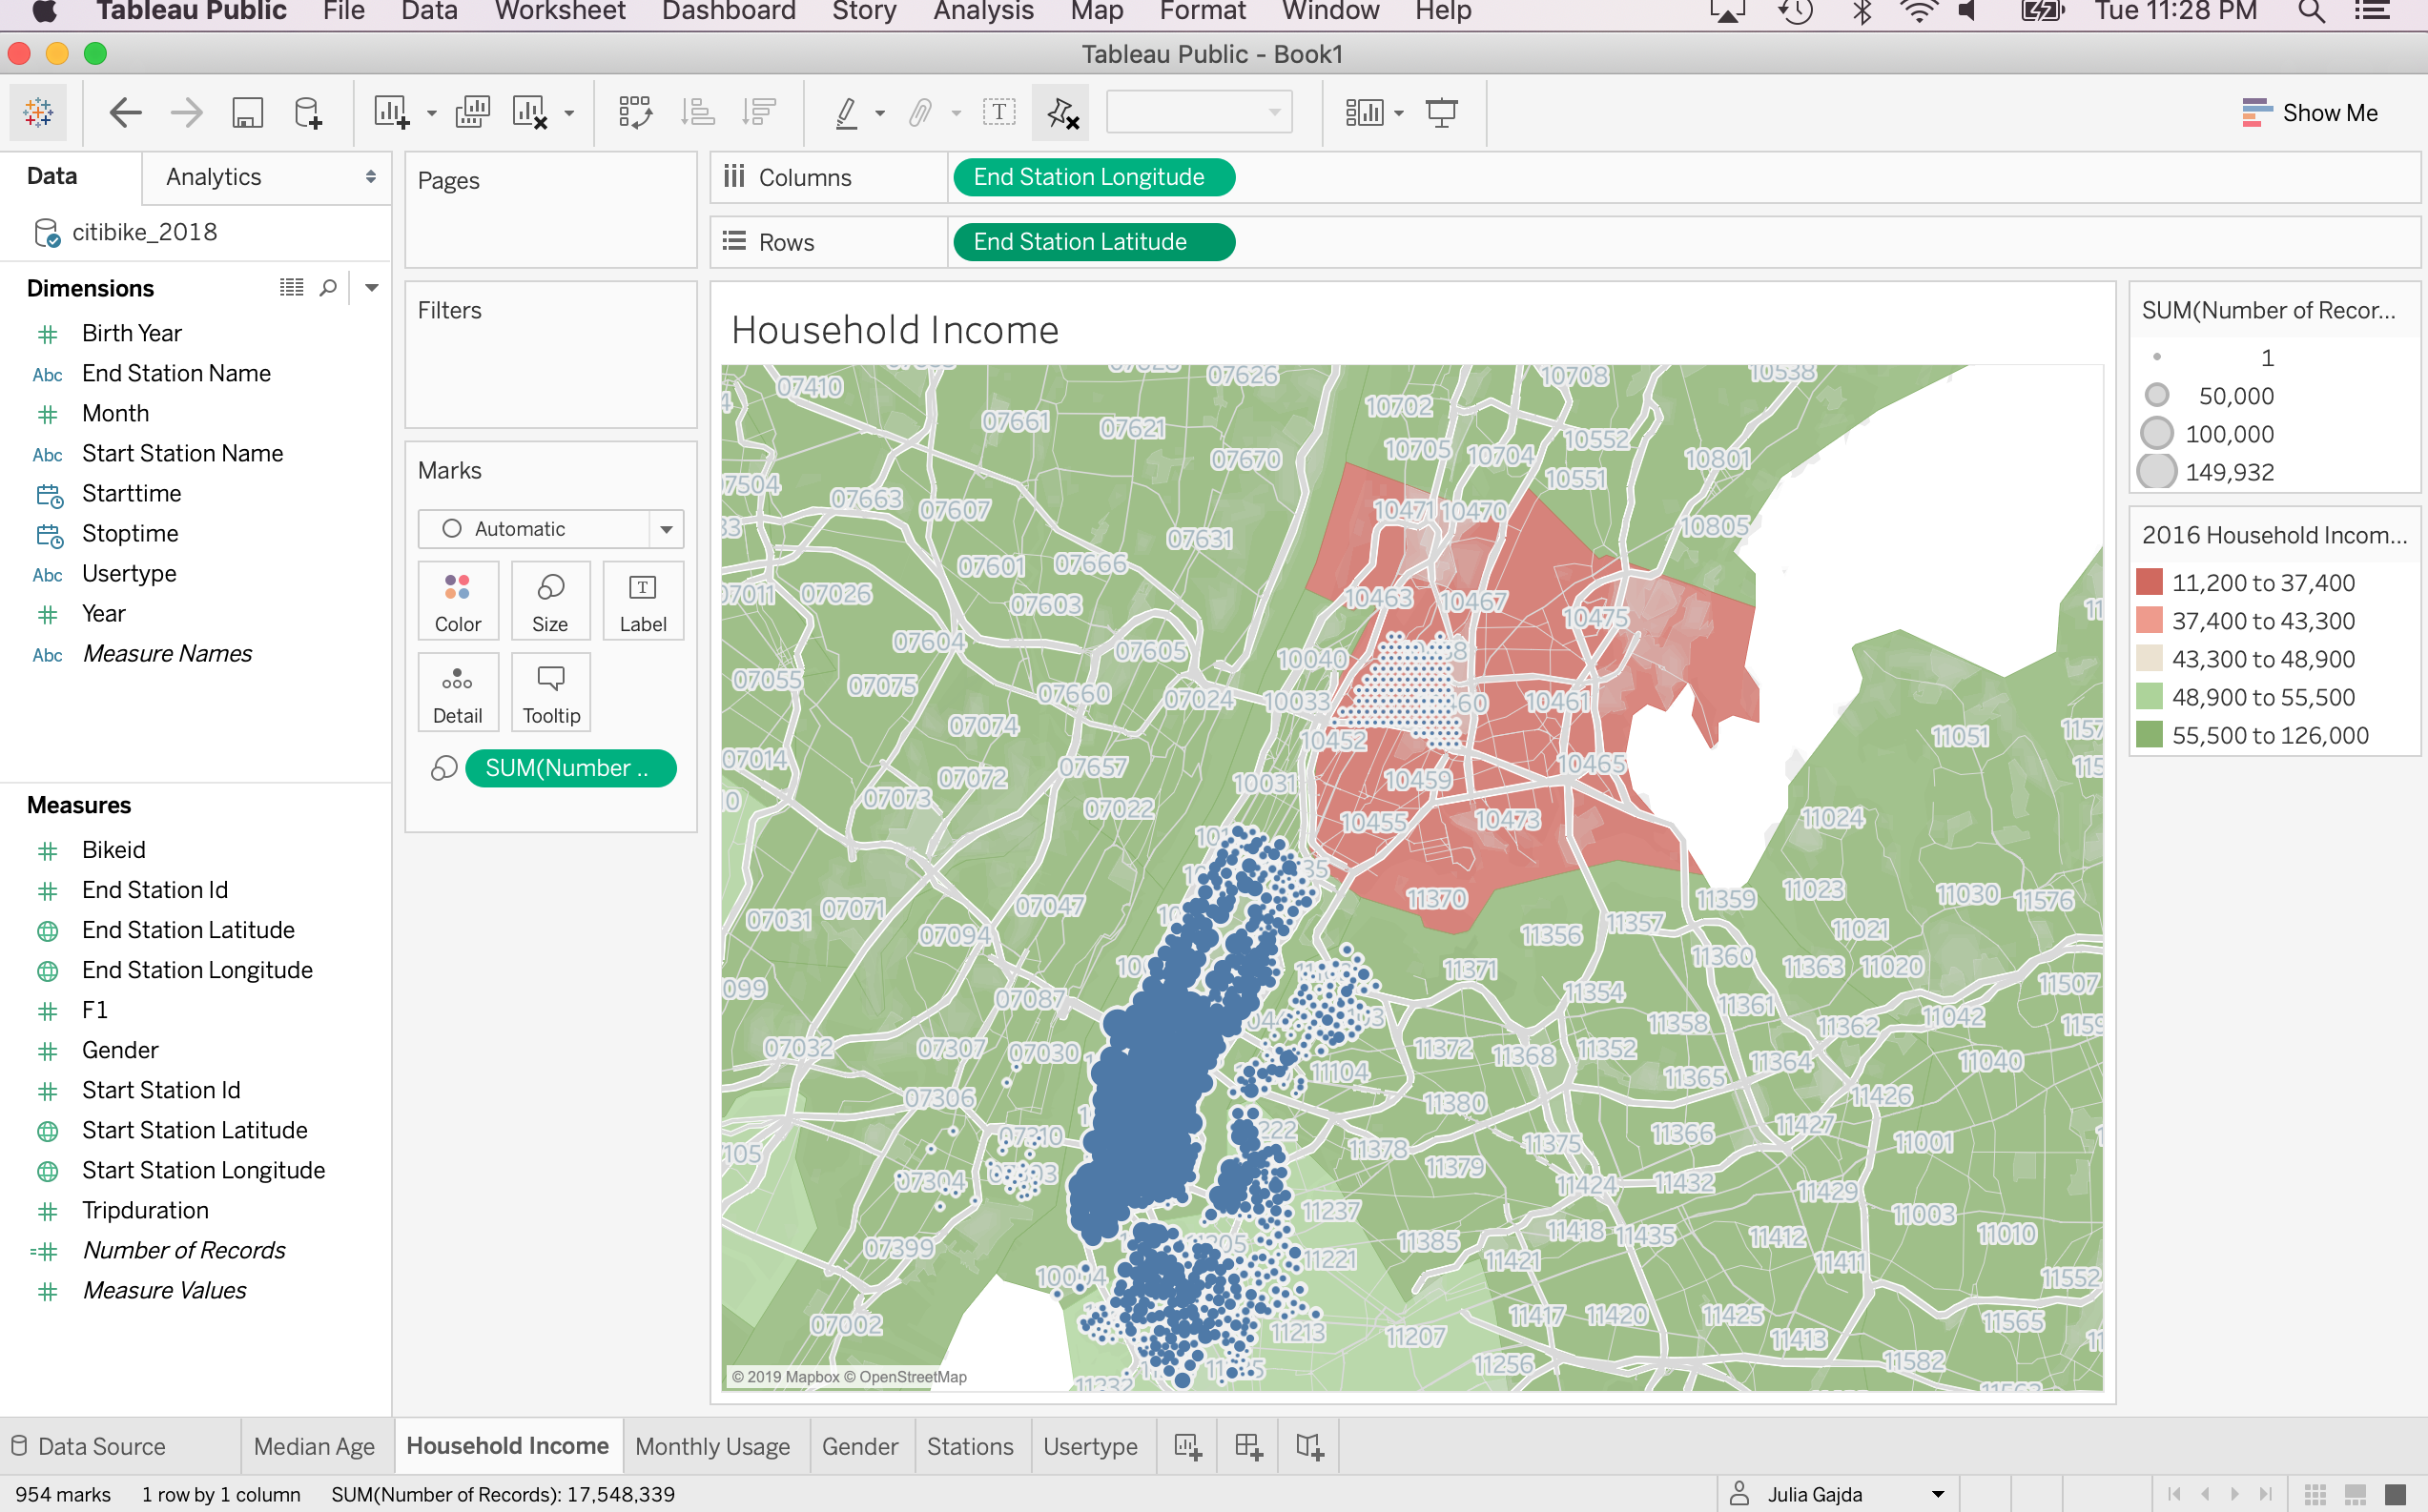 Tableau Public File Data Worksheet Dashboard Story Analysis Map Format Window Help Tue 11:28 PM
Tableau Public - Book1
Show Me
Data Analytics
citibike_2018
Dimensions
Birth Year
Abc End Station Name
Month
Abc Start Station Name
Starttime
Stoptime
Abc Usertype
Year
Abc Measure Names
Measures
Bikeid
End Station Id
End Station Latitude
End Station Longitude
F1
Gender
Start Station Id
Start Station Latitude
Start Station Longitude
Tripduration
Number of Records
Measure Values
Pages
Filters
Marks
Automatic
Color Size Label
Detail Tooltip
SUM(Number ..
Columns End Station Longitude
Rows End Station Latitude
Household Income
07410 07626 10708 10538
10702
07661 07621
10705 10704 10552 10801
07670
10551
07504 07663 07607
10471 10470
10805
07631
07601 07666
07011 07026 07603
10463 10467 10475
07604 07605
10040
07055 07075 07660 07024 10033 10461
07074
10452
11051
07014 07072 07657 10031 10459 10465
07073 07022
10455 10473 11024
11370
07031 07071 07047
11359 11023 11030 11576
07094
11356 11357 11021
11371 11360 11363 11020
07087
11354 11361 11507
11358 11362 11042
07032 07307 07030
11372 11368 11352 11364 11040
11104 11365
07306
11380 11426
07310
11378 11375 11366 11427 11001
07304
11379 11424 11432 11429
11237
11418 11435 11003
07399
11221 11385 11421 11412 11411 11010
11552
07002
11213 11207 11417 11420 11425 11413 11565
11256 11582
11232
© 2019 Mapbox © OpenStreetMap
SUM(Number of Recor...
1
50,000
100,000
149,932
2016 Household Incom...
11,200 to 37,400
37,400 to 43,300
43,300 to 48,900
48,900 to 55,500
55,500 to 126,000
Data Source Median Age Household Income Monthly Usage Gender Stations Usertype
954 marks 1 row by 1 column SUM(Number of Records): 17,548,339 Julia Gajda